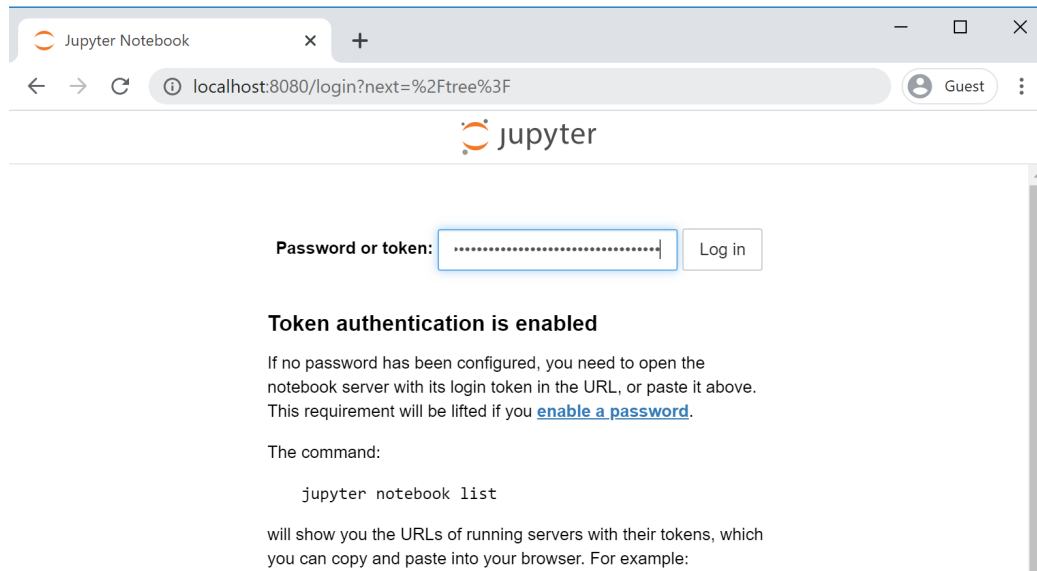 Jupyter Notebook
localhost:8080/login?next=%2Ftree%3F
Guest
jupyter
Password or token: •••••••••••••••••••••••••••••••••••• Log in
Token authentication is enabled
If no password has been configured, you need to open the
notebook server with its login token in the URL, or paste it above.
This requirement will be lifted if you enable a password.
The command:
jupyter notebook list
will show you the URLs of running servers with their tokens, which
you can copy and paste into your browser. For example: